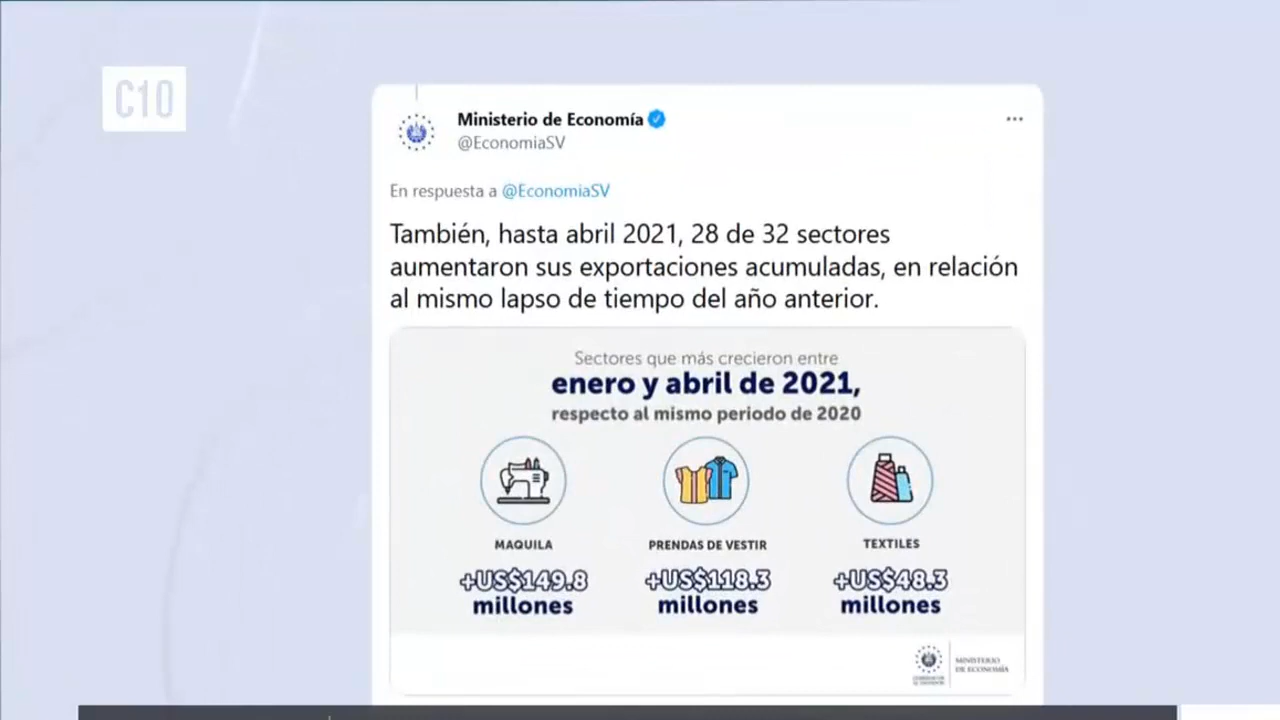 C10
Ministerio de Economía
@EconomiaSV
En respuesta a @EconomiaSV
También, hasta abril 2021, 28 de 32 sectores
aumentaron sus exportaciones acumuladas, en relación
al mismo lapso de tiempo del año anterior.
Sectores que más crecieron entre
enero y abril de 2021,
respecto al mismo periodo de 2020
MAQUILA
+US$149.8
millones
PRENDAS DE VESTIR
+US$118.3
millones
TEXTILES
+US$48.3
millones
MINISTERIO
DE ECONOMÍA